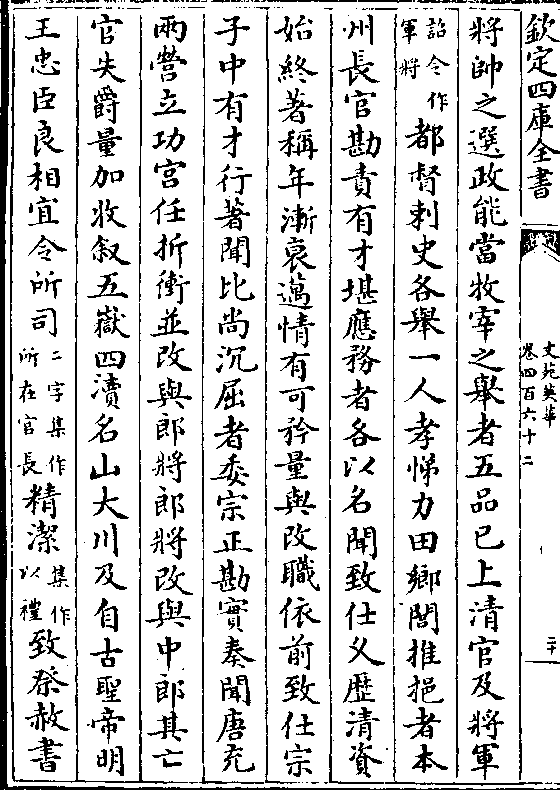 欽定四庫全書
文苑英華
卷四百六十二
二十
將帥之選政能當牧宰之舉者五品已上清官及將軍
詔令作
軍將
都督刺史各舉一人孝悌力田鄉閭推挹者本
州長官勘責有才堪應務者各以名聞致仕父歷清資
始終著稱年漸衰邁情有可矜量與改職依前致仕宗
子中有才行著聞比尚沉屈者委宗正勘實奏聞唐充
兩營立功宫任折衝並改與郎將郎將改與中郎其亡
官失爵量加收叙五嶽四瀆名山大川及自古聖帝明
王忠臣良相宜令所司
二字集作
所在官長
精潔
集作
以禮
致祭赦書